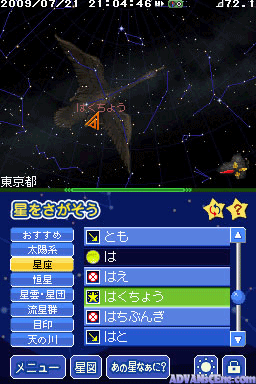 2009/07/21 21:04:46
72.1
はくちょう
東京都
星をさがそう
おすすめ
太陽系
星座
恒星
星雲・星団
流星群
目印
天の川
とも
は
はえ
はくちょう
はちぶんぎ
はと
メニュー
星図
あの星なぁに?
ADVANSCENE.COM